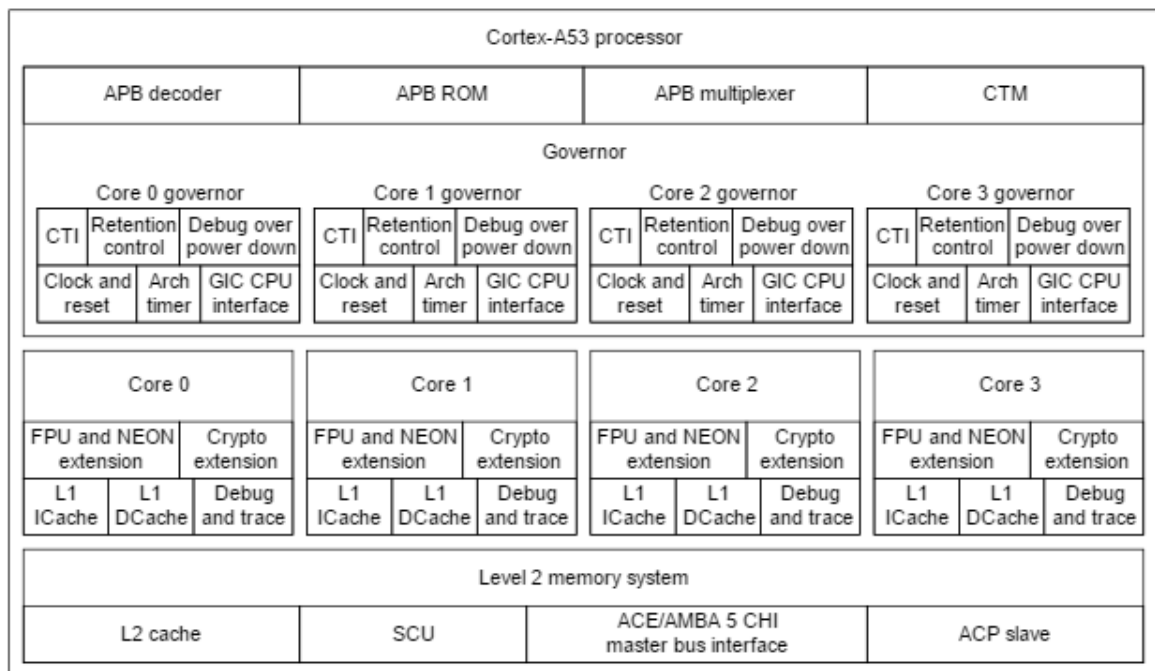 Cortex-A53 processor
APB decoder
APB ROM
APB multiplexer
CTM
Governor
Core 0 governor
CTI
Retention
control
Debug over
power down
Clock and
reset
Arch
timer
GIC CPU
interface
Core 1 governor
CTI
Retention
control
Debug over
power down
Clock and
reset
Arch
timer
GIC CPU
interface
Core 2 governor
CTI
Retention
control
Debug over
power down
Clock and
reset
Arch
timer
GIC CPU
interface
Core 3 governor
CTI
Retention
control
Debug over
power down
Clock and
reset
Arch
timer
GIC CPU
interface
Core 0
FPU and NEON
extension
Crypto
extension
L1
ICache
L1
DCache
Debug
and trace
Core 1
FPU and NEON
extension
Crypto
extension
L1
ICache
L1
DCache
Debug
and trace
Core 2
FPU and NEON
extension
Crypto
extension
L1
ICache
L1
DCache
Debug
and trace
Core 3
FPU and NEON
extension
Crypto
extension
L1
ICache
L1
DCache
Debug
and trace
Level 2 memory system
L2 cache
SCU
ACE/AMBA 5 CHI
master bus interface
ACP slave